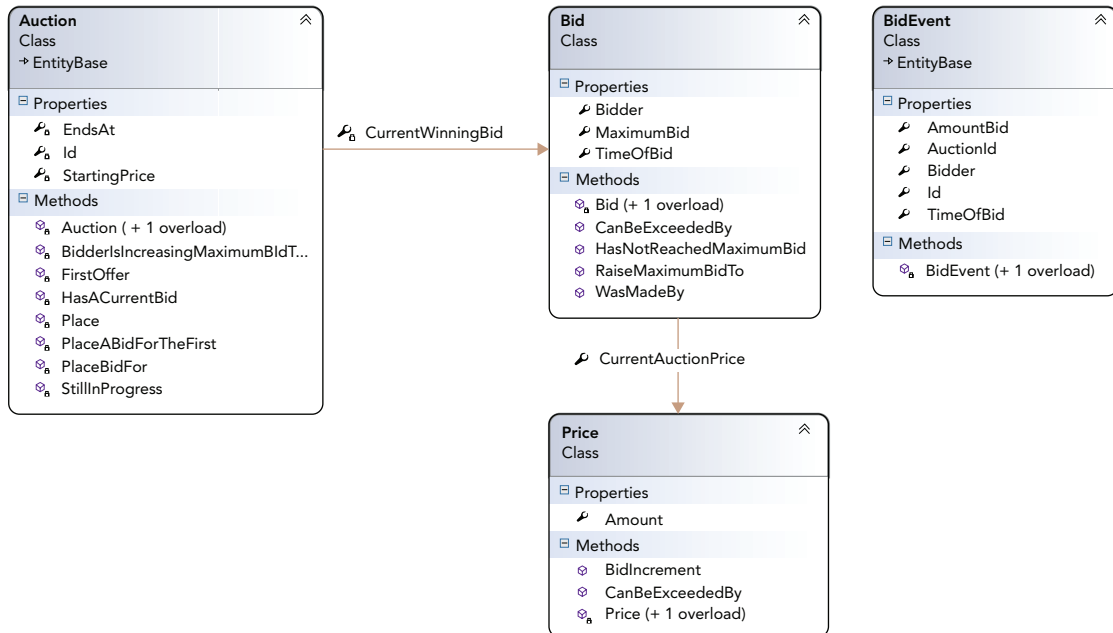 Auction
Class
EntityBase
Properties
EndsAt
Id
StartingPrice
Methods
Auction ( + 1 overload)
BidderIsIncreasingMaximumBIdT...
FirstOffer
HasACurrentBid
Place
PlaceABidForTheFirst
PlaceBidFor
StillInProgress
CurrentWinningBid
Bid
Class
Properties
Bidder
MaximumBid
TimeOfBid
Methods
Bid (+ 1 overload)
CanBeExceededBy
HasNotReachedMaximumBid
RaiseMaximumBidTo
WasMadeBy
CurrentAuctionPrice
Price
Class
Properties
Amount
Methods
BidIncrement
CanBeExceededBy
Price (+ 1 overload)
BidEvent
Class
EntityBase
Properties
AmountBid
AuctionId
Bidder
Id
TimeOfBid
Methods
BidEvent (+ 1 overload)